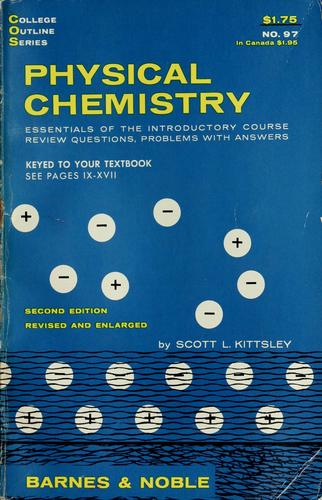 College
Outline
Series
$1.75
NO. 97
In Canada $1.95
PHYSICAL
CHEMISTRY
ESSENTIALS OF THE INTRODUCTORY COURSE
REVIEW QUESTIONS, PROBLEMS WITH ANSWERS
KEYED TO YOUR TEXTBOOK
SEE PAGES IX-XVII
SECOND EDITION
REVISED AND ENLARGED
by SCOTT L. KITTSLEY
BARNES & NOBLE